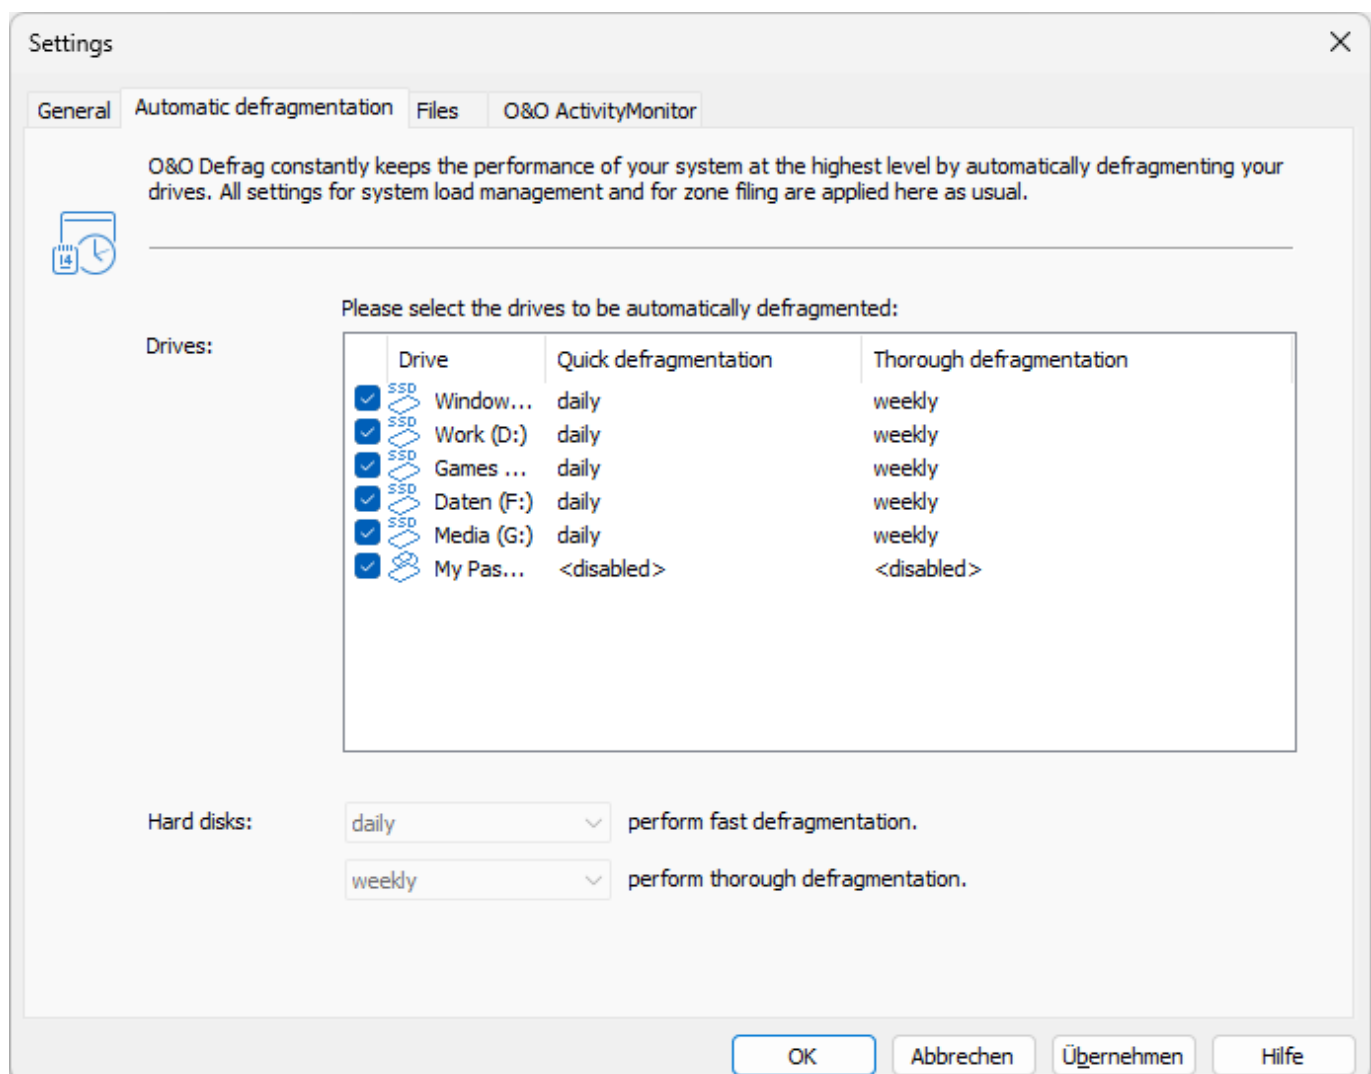 Settings
General
Automatic defragmentation
Files
O&O ActivityMonitor
O&O Defrag constantly keeps the performance of your system at the highest level by automatically defragmenting your
drives. All settings for system load management and for zone filing are applied here as usual.
14
Please select the drives to be automatically defragmented:
Drives:
Drive Quick defragmentation Thorough defragmentation
SSD Window... daily weekly
SSD Work (D:) daily weekly
SSD Games ... daily weekly
SSD Daten (F:) daily weekly
SSD Media (G:) daily weekly
My Pas... <disabled> <disabled>
Hard disks: daily perform fast defragmentation.
weekly perform thorough defragmentation.
OK Abbrechen Übernehmen Hilfe